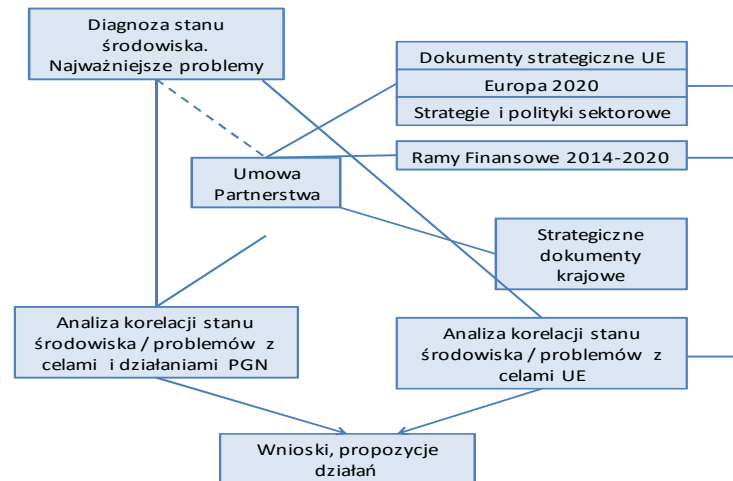 Diagnoza stanu
środowiska.
Najważniejsze problemy
Dokumenty strategiczne UE
Europa 2020
Strategie i polityki sektorowe
Umowa
Partnerstwa
Ramy Finansowe 2014-2020
Strategiczne
dokumenty
krajowe
Analiza korelacji stanu
środowiska / problemów z
celami i działaniami PGN
Analiza korelacji stanu
środowiska / problemów z
celami UE
Wnioski, propozycje
działań